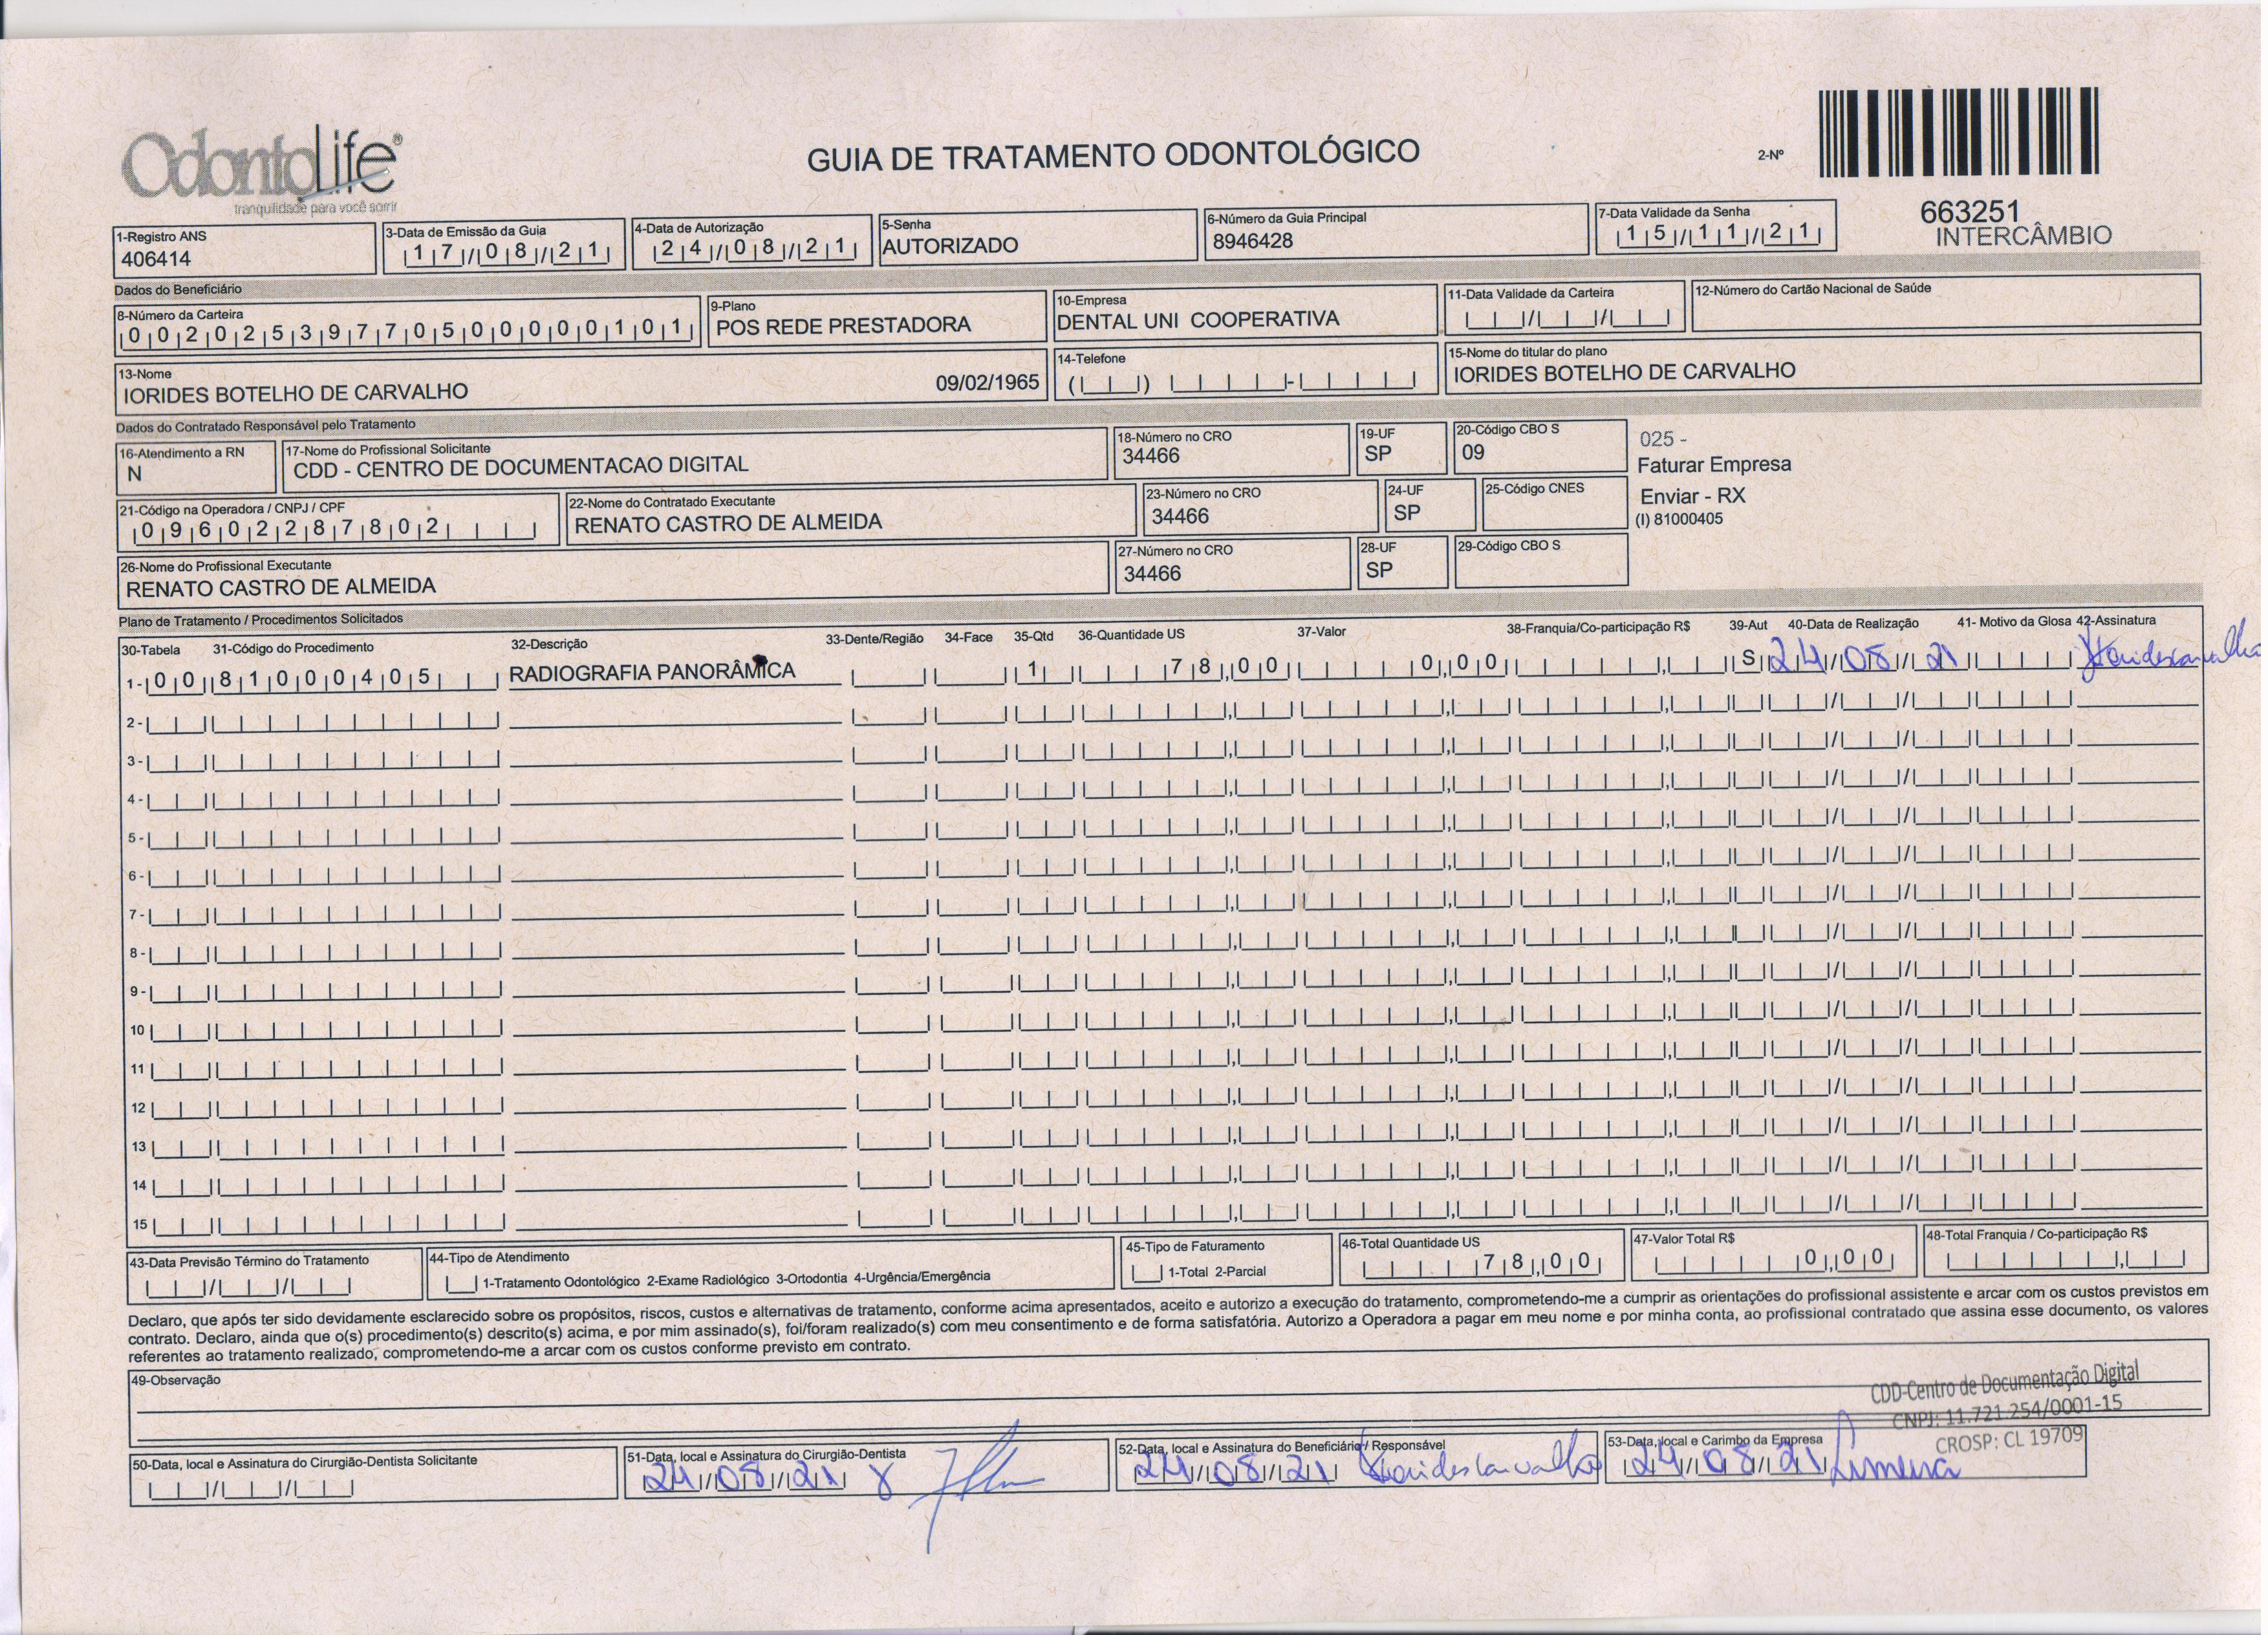 OdontoLife®
tranquilidade para você sorrir
GUIA DE TRATAMENTO ODONTOLÓGICO
2-Nº
663251
INTERCÂMBIO
1-Registro ANS
406414
3-Data de Emissão da Guia
17/08/21
4-Data de Autorização
24/08/21
5-Senha
AUTORIZADO
6-Número da Guia Principal
8946428
7-Data Validade da Senha
15/11/21
Dados do Beneficiário
8-Número da Carteira
00202539770500000101
9-Plano
POS REDE PRESTADORA
10-Empresa
DENTAL UNI COOPERATIVA
11-Data Validade da Carteira
12-Número do Cartão Nacional de Saúde
13-Nome
IORIDES BOTELHO DE CARVALHO 09/02/1965
14-Telefone
15-Nome do titular do plano
IORIDES BOTELHO DE CARVALHO
Dados do Contratado Responsável pelo Tratamento
16-Atendimento a RN
N
17-Nome do Profissional Solicitante
CDD - CENTRO DE DOCUMENTACAO DIGITAL
18-Número no CRO
34466
19-UF
SP
20-Código CBO S
09
025 -
Faturar Empresa
Enviar - RX
(I) 81000405
21-Código na Operadora / CNPJ / CPF
09602287802
22-Nome do Contratado Executante
RENATO CASTRO DE ALMEIDA
23-Número no CRO
34466
24-UF
SP
25-Código CNES
26-Nome do Profissional Executante
RENATO CASTRO DE ALMEIDA
27-Número no CRO
34466
28-UF
SP
29-Código CBO S
Plano de Tratamento / Procedimentos Solicitados
30-Tabela 31-Código do Procedimento 32-Descrição 33-Dente/Região 34-Face 35-Qtd 36-Quantidade US 37-Valor 38-Franquia/Co-participação R$ 39-Aut 40-Data de Realização 41- Motivo da Glosa 42-Assinatura
1- 00 81000405 RADIOGRAFIA PANORÂMICA 1 78,00 0,00 S 24/08/21 Ioridescarvalho
2-
3-
4-
5-
6-
7-
8-
9-
10
11
12
13
14
15
43-Data Previsão Término do Tratamento
44-Tipo de Atendimento
1-Tratamento Odontológico 2-Exame Radiológico 3-Ortodontia 4-Urgência/Emergência
45-Tipo de Faturamento
1-Total 2-Parcial
46-Total Quantidade US
78,00
47-Valor Total R$
0,00
48-Total Franquia / Co-participação R$
Declaro, que após ter sido devidamente esclarecido sobre os propósitos, riscos, custos e alternativas de tratamento, conforme acima apresentados, aceito e autorizo a execução do tratamento, comprometendo-me a cumprir as orientações do profissional assistente e arcar com os custos previstos em
contrato. Declaro, ainda que o(s) procedimento(s) descrito(s) acima, e por mim assinado(s), foi/foram realizado(s) com meu consentimento e de forma satisfatória. Autorizo a Operadora a pagar em meu nome e por minha conta, ao profissional contratado que assina esse documento, os valores
referentes ao tratamento realizado, comprometendo-me a arcar com os custos conforme previsto em contrato.
49-Observação
CDD-Centro de Documentação Digital
CNPJ: 11.721.254/0001-15
CROSP: CL 19709
50-Data, local e Assinatura do Cirurgião-Dentista Solicitante
51-Data, local e Assinatura do Cirurgião-Dentista
24/08/21
52-Data, local e Assinatura do Beneficiário / Responsável
24/08/21 Ioridescarvalho
53-Data, local e Carimbo da Empresa
24/08/21 Limeira